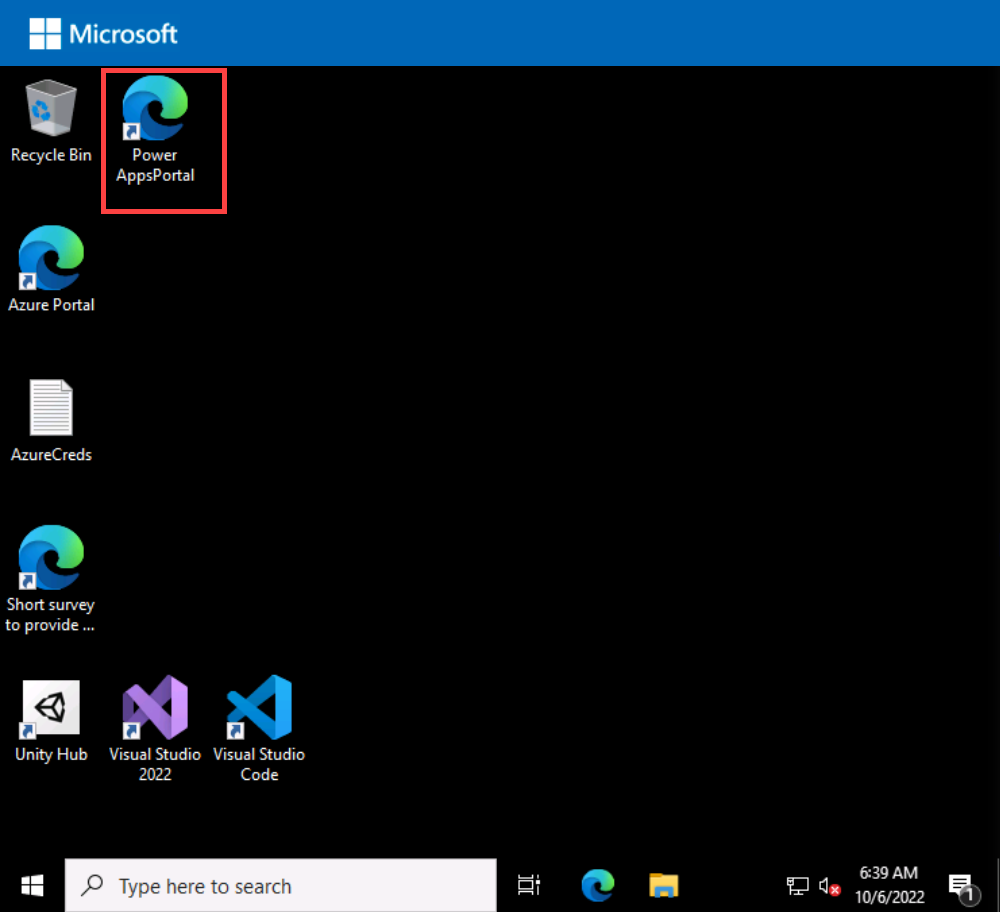 Microsoft
Recycle Bin
Power
AppsPortal
Azure Portal
AzureCreds
Short survey
to provide ...
Unity Hub
Visual Studio
2022
Visual Studio
Code
Type here to search
6:39 AM
10/6/2022
1